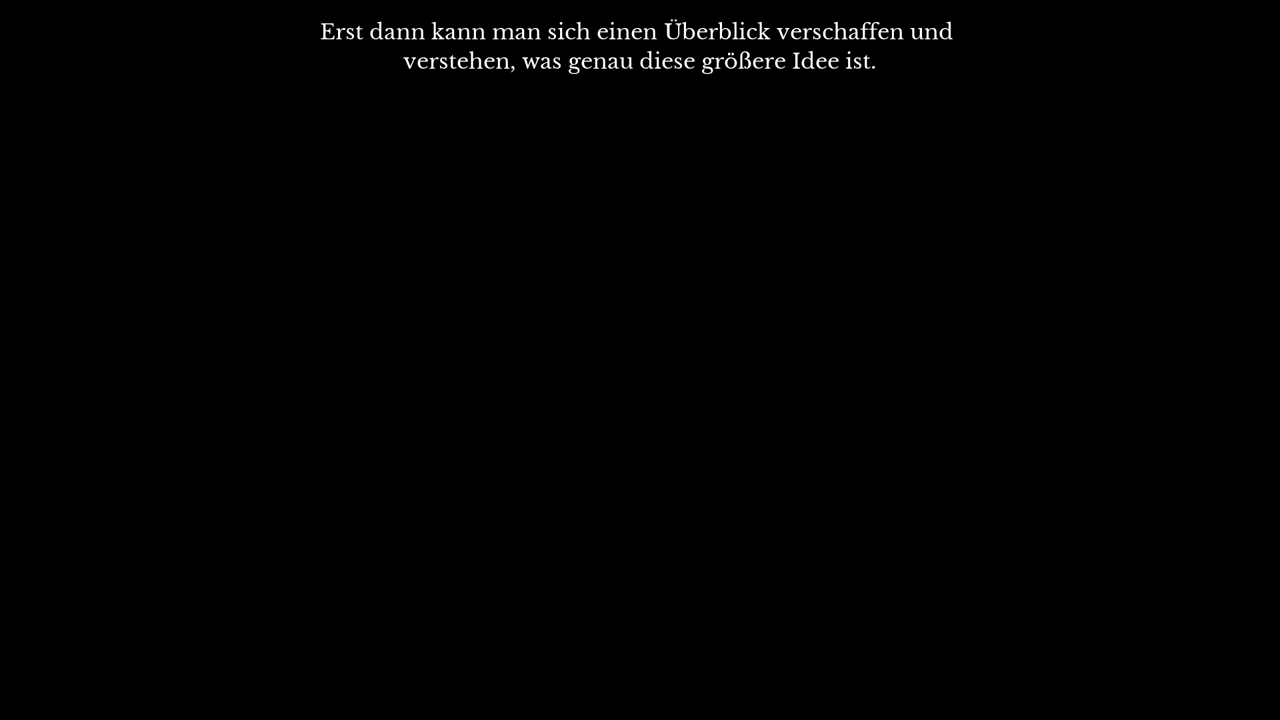 Erst dann kann man sich einen Überblick verschaffen und
verstehen, was genau diese größere Idee ist.